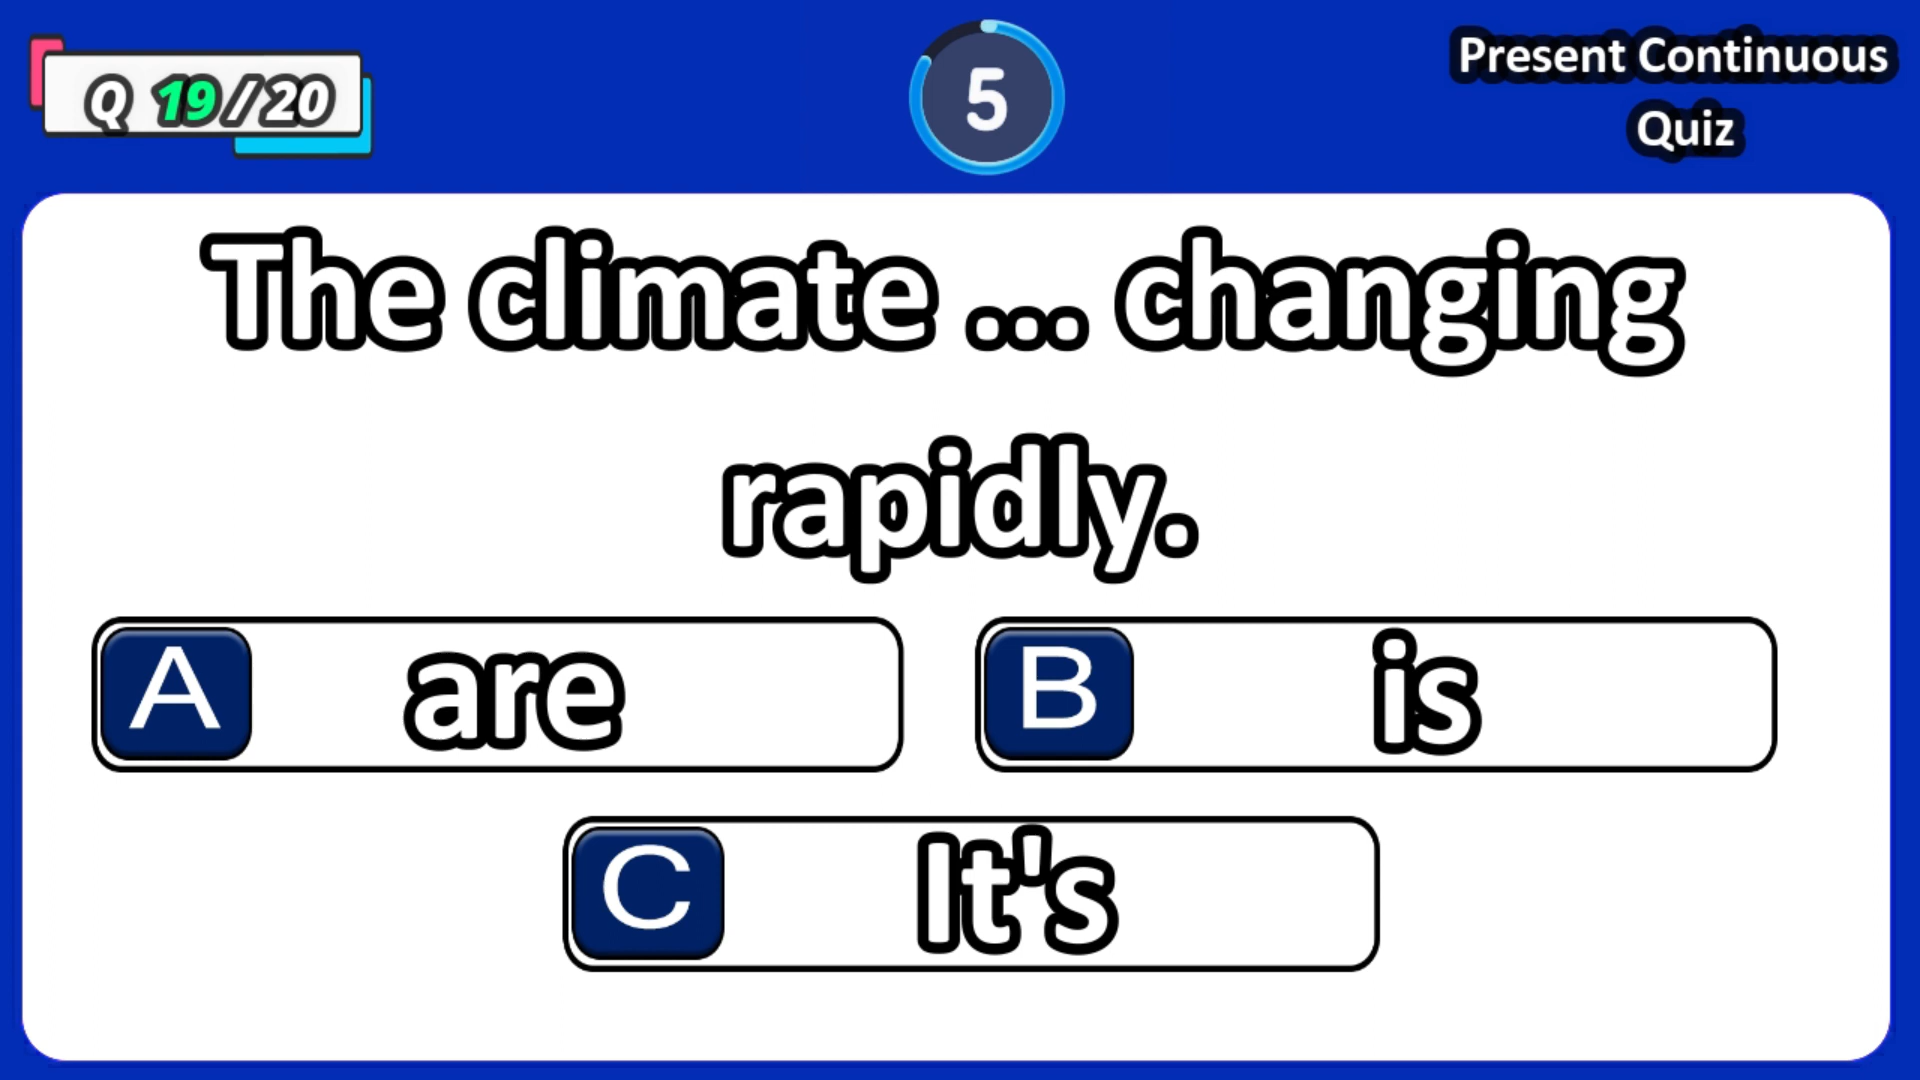 Q 19/20
5
Present Continuous
Quiz
The climate ... changing
rapidly.
A are
B is
C It's